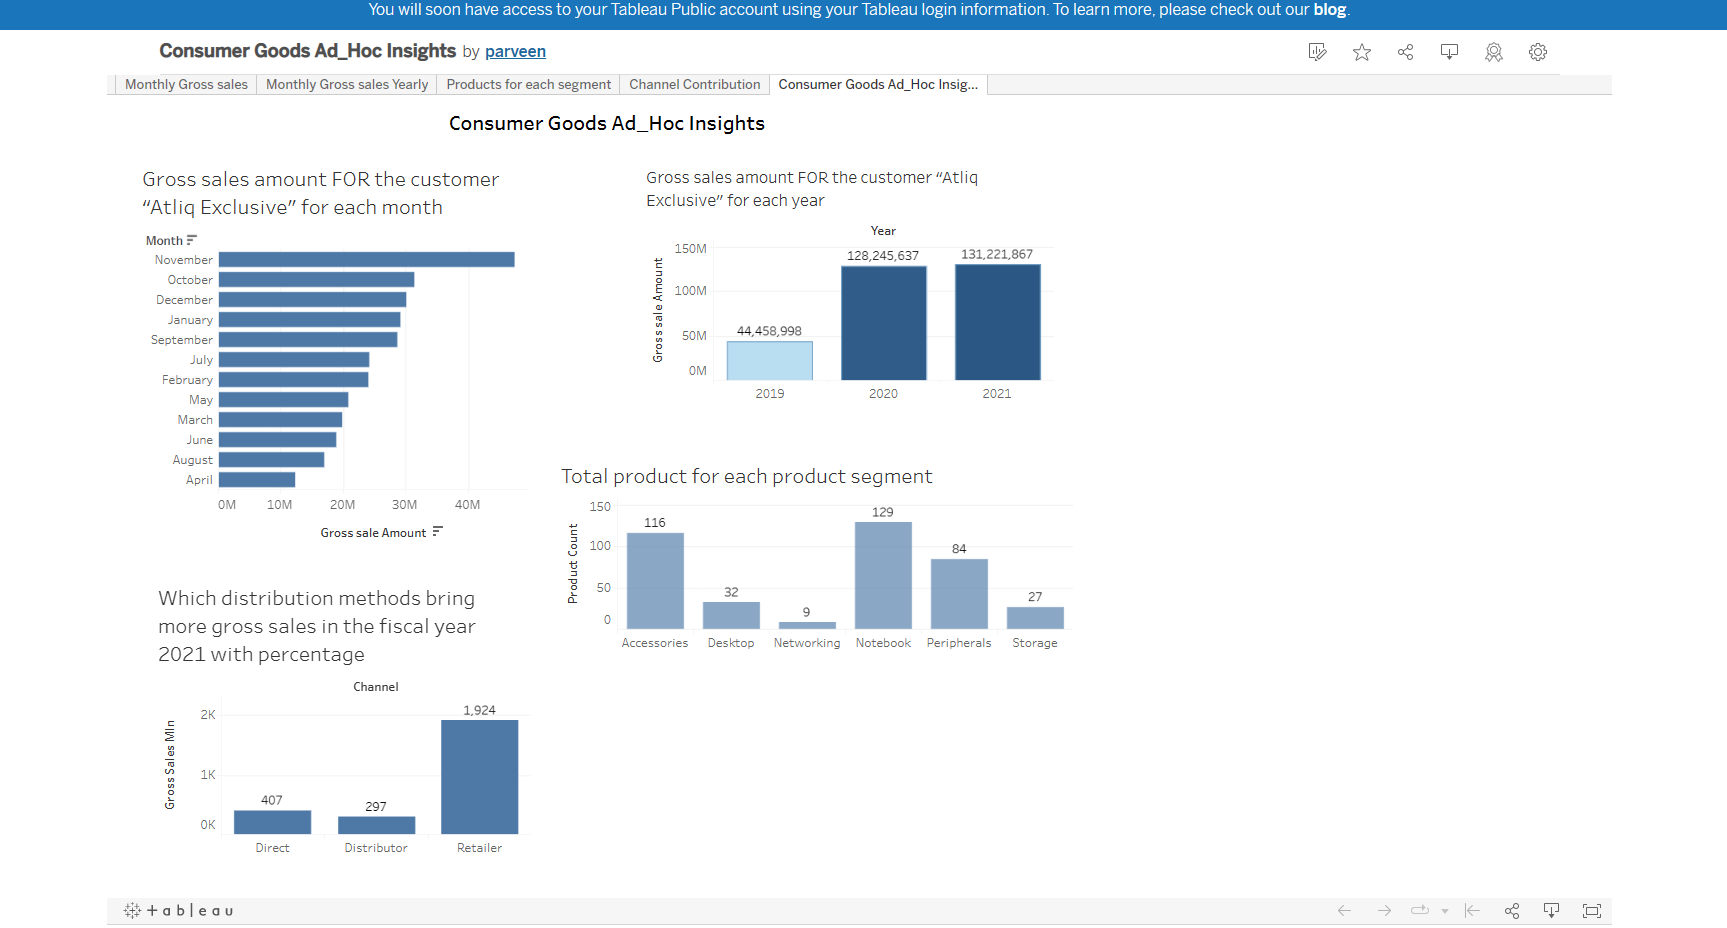 You will soon have access to your Tableau Public account using your Tableau login information. To learn more, please check out our blog.
Consumer Goods Ad_Hoc Insights by parveen
Monthly Gross sales
Monthly Gross sales Yearly
Products for each segment
Channel Contribution
Consumer Goods Ad_Hoc Insig...
Consumer Goods Ad_Hoc Insights
Gross sales amount FOR the customer
“Atliq Exclusive” for each month
Month
November
October
December
January
September
July
February
May
March
June
August
April
0M 10M 20M 30M 40M
Gross sale Amount
Gross sales amount FOR the customer “Atliq
Exclusive” for each year
Year
Gross sale Amount
150M
100M
50M
0M
44,458,998
128,245,637
131,221,867
2019 2020 2021
Total product for each product segment
Product Count
150
100
50
0
116
32
9
129
84
27
Accessories Desktop Networking Notebook Peripherals Storage
Which distribution methods bring
more gross sales in the fiscal year
2021 with percentage
Channel
Gross Sales Mln
2K
1K
0K
407
297
1,924
Direct Distributor Retailer
+ableau